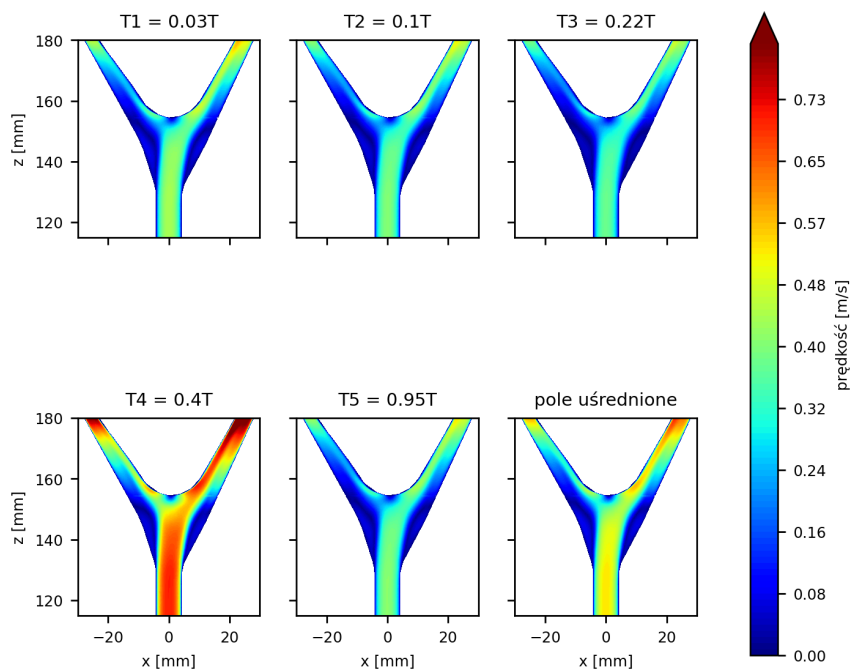 T1 = 0.03T T2 = 0.1T T3 = 0.22T
180
160
140
120
z [mm]
T4 = 0.4T T5 = 0.95T pole uśrednione
180
160
140
120
z [mm]
−20 0 20 −20 0 20 −20 0 20
x [mm] x [mm] x [mm]
0.73
0.65
0.57
0.48
0.40
0.32
0.24
0.16
0.08
0.00
prędkość [m/s]